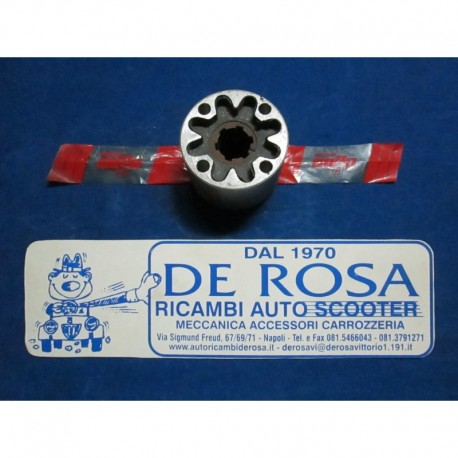 DAL 1970
DE ROSA
RICAMBI AUTO SCOOTER
MECCANICA ACCESSORI CARROZZERIA
Via Sigmund Freud, 67/69/71 - Napoli - Tel. e Fax 081.5466043 - 081.3791271
www.autoricambiderosa.it - derosavittorio1.191.it